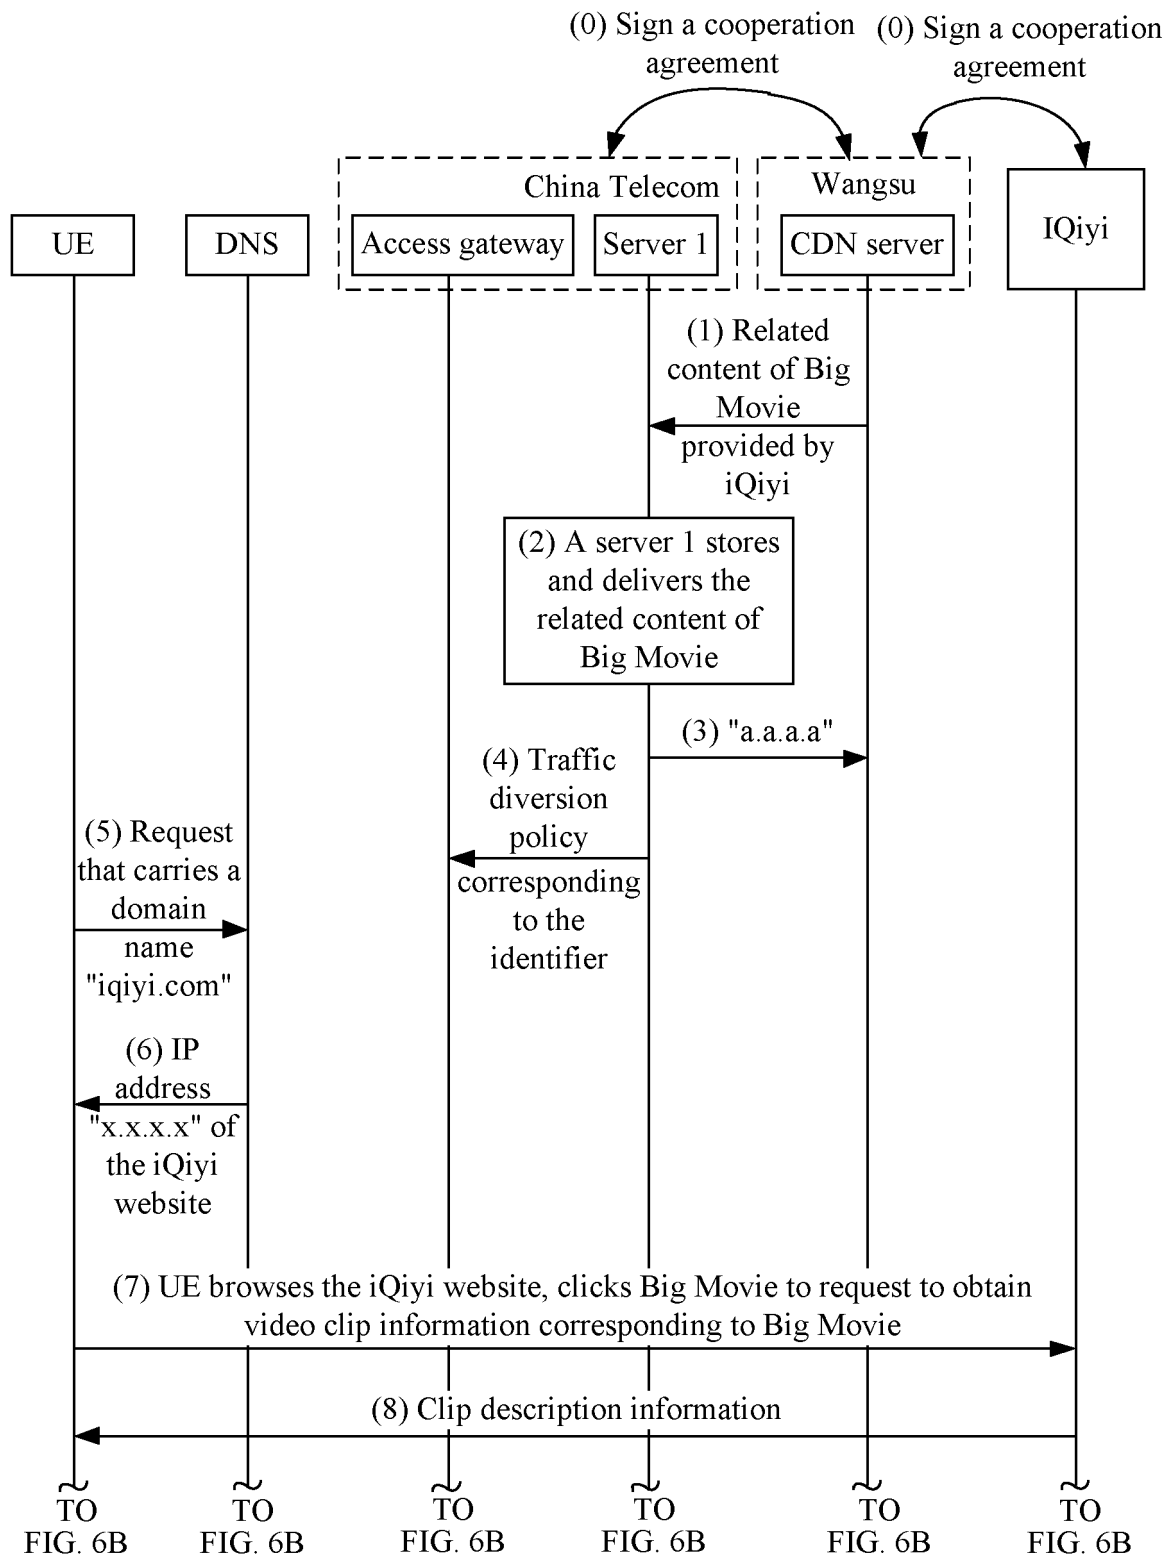 (0) Sign a cooperation
agreement
(0) Sign a cooperation
agreement
China Telecom
Wangsu
UE
DNS
Access gateway
Server 1
CDN server
IQiyi
(1) Related
content of Big
Movie
provided by
iQiyi
(2) A server 1 stores
and delivers the
related content of
Big Movie
(3) "a.a.a.a"
(4) Traffic
diversion
policy
corresponding
to the
identifier
(5) Request
that carries a
domain
name
"iqiyi.com"
(6) IP
address
"x.x.x.x" of
the iQiyi
website
(7) UE browses the iQiyi website, clicks Big Movie to request to obtain
video clip information corresponding to Big Movie
(8) Clip description information
TO
FIG. 6B
TO
FIG. 6B
TO
FIG. 6B
TO
FIG. 6B
TO
FIG. 6B
TO
FIG. 6B